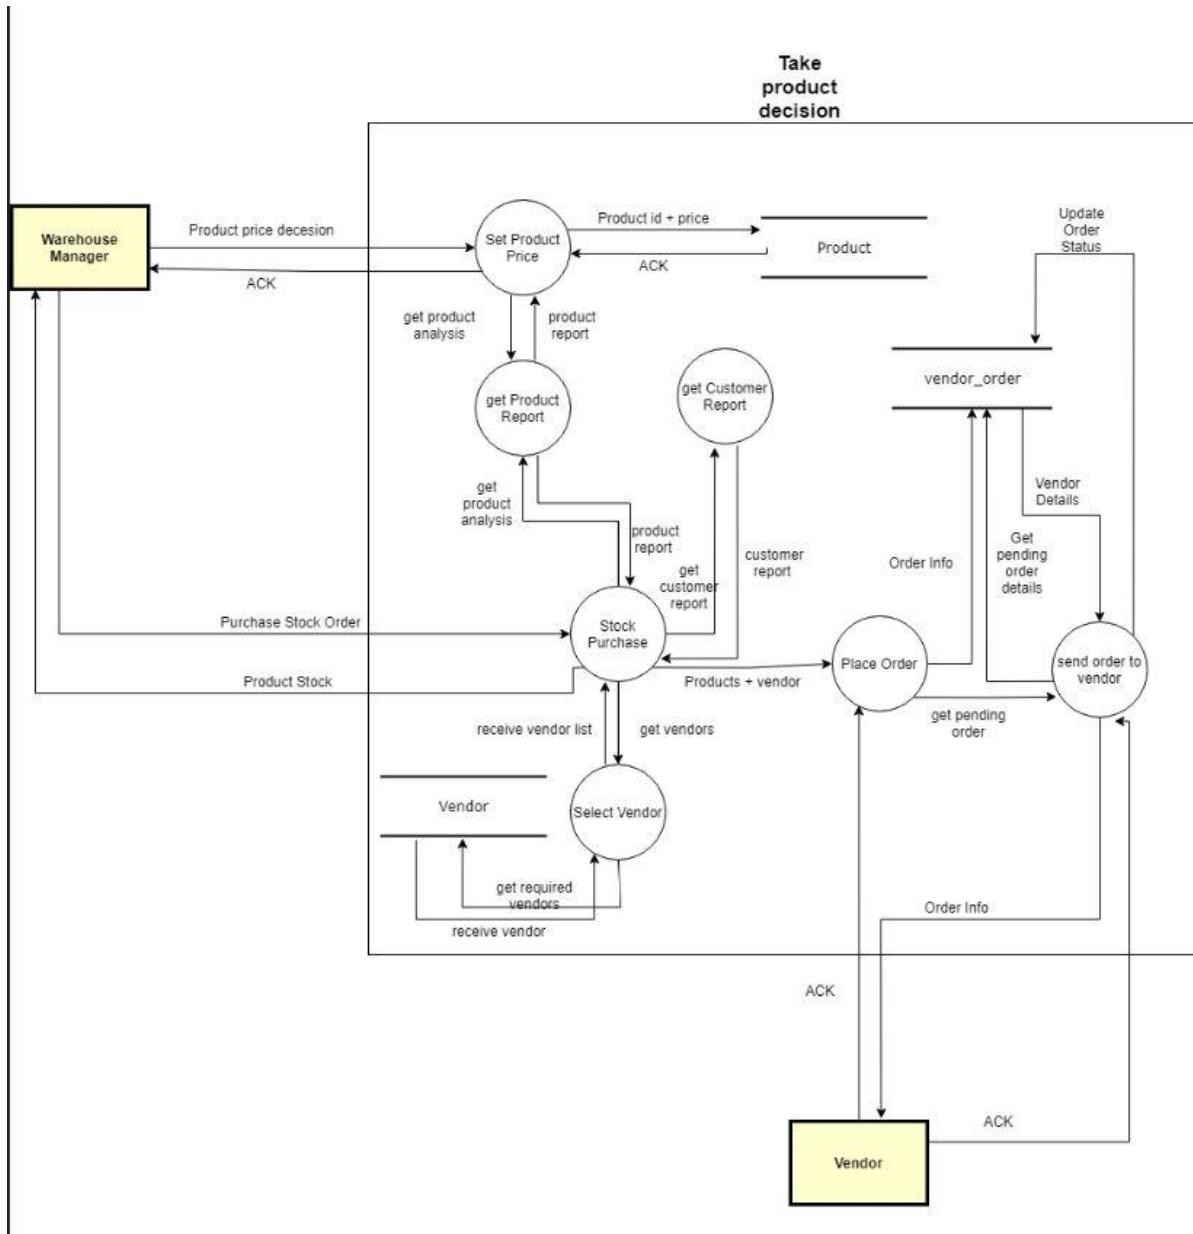 Take
product
decision
Warehouse
Manager
Product price decesion
ACK
Set Product
Price
Product id + price
ACK
Product
Update
Order
Status
get product
analysis
product
report
get Product
Report
get Customer
Report
vendor_order
get
product
analysis
product
report
get
customer
report
customer
report
Vendor
Details
Get
pending
order
details
Order Info
Purchase Stock Order
Stock
Purchase
Product Stock
Products + vendor
Place Order
send order to
vendor
get pending
order
receive vendor list
get vendors
Vendor
Select Vendor
get required
vendors
receive vendor
Order Info
ACK
ACK
Vendor